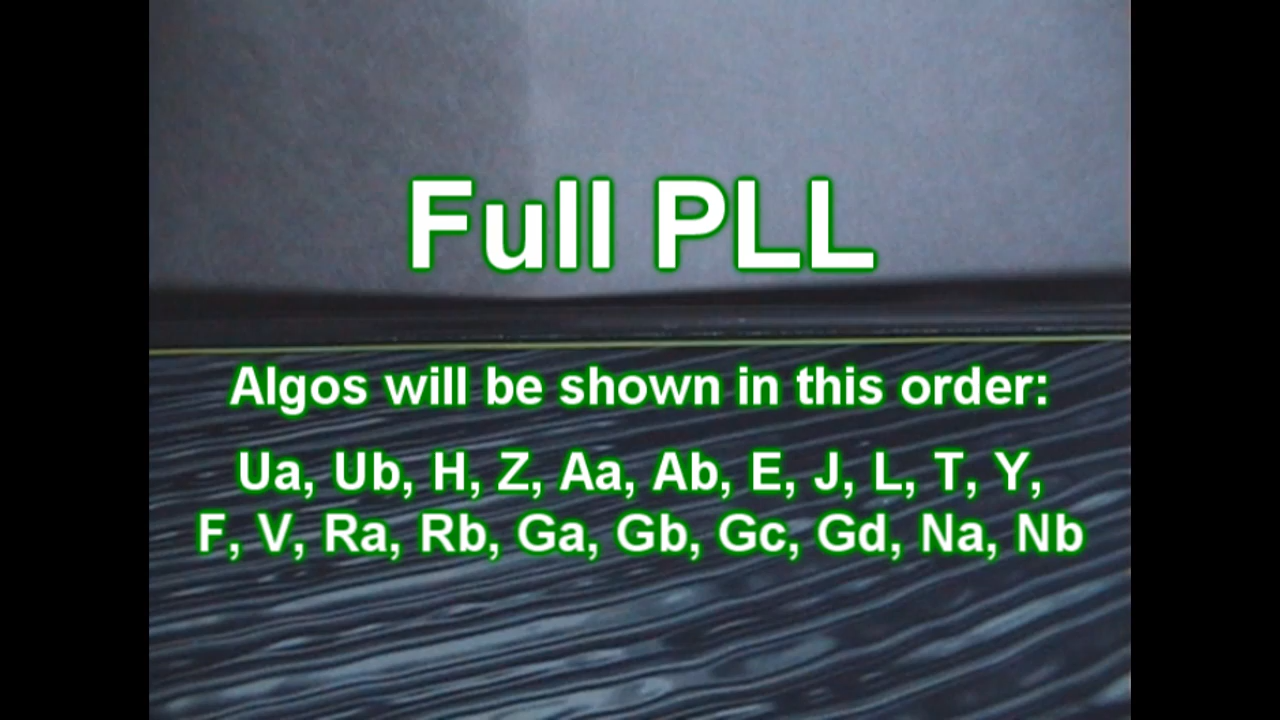 Full PLL
Algos will be shown in this order:
Ua, Ub, H, Z, Aa, Ab, E, J, L, T, Y,
F, V, Ra, Rb, Ga, Gb, Gc, Gd, Na, Nb